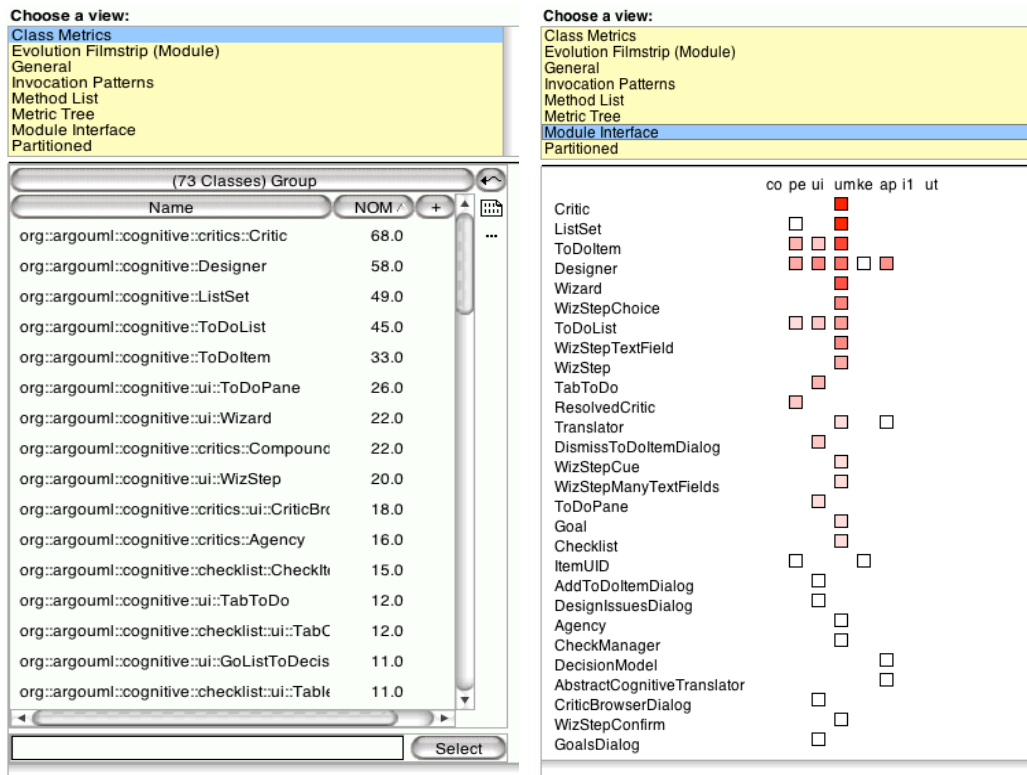 Choose a view:
Class Metrics
Evolution Filmstrip (Module)
General
Invocation Patterns
Method List
Metric Tree
Module Interface
Partitioned
(73 Classes) Group
Name NOM +
org::argouml::cognitive::critics::Critic 68.0
org::argouml::cognitive::Designer 58.0
org::argouml::cognitive::ListSet 49.0
org::argouml::cognitive::ToDoList 45.0
org::argouml::cognitive::ToDoItem 33.0
org::argouml::cognitive::ui::ToDoPane 26.0
org::argouml::cognitive::ui::Wizard 22.0
org::argouml::cognitive::critics::Compound 22.0
org::argouml::cognitive::ui::WizStep 20.0
org::argouml::cognitive::critics::ui::CriticBro 18.0
org::argouml::cognitive::critics::Agency 16.0
org::argouml::cognitive::checklist::CheckIte 15.0
org::argouml::cognitive::ui::TabToDo 12.0
org::argouml::cognitive::checklist::ui::TabC 12.0
org::argouml::cognitive::ui::GoListToDecis 11.0
org::argouml::cognitive::checklist::ui::Table 11.0
Select
Choose a view:
Class Metrics
Evolution Filmstrip (Module)
General
Invocation Patterns
Method List
Metric Tree
Module Interface
Partitioned
co pe ui umke ap i1 ut
Critic
ListSet
ToDoItem
Designer
Wizard
WizStepChoice
ToDoList
WizStepTextField
WizStep
TabToDo
ResolvedCritic
Translator
DismissToDoItemDialog
WizStepCue
WizStepManyTextFields
ToDoPane
Goal
Checklist
ItemUID
AddToDoItemDialog
DesignIssuesDialog
Agency
CheckManager
DecisionModel
AbstractCognitiveTranslator
CriticBrowserDialog
WizStepConfirm
GoalsDialog